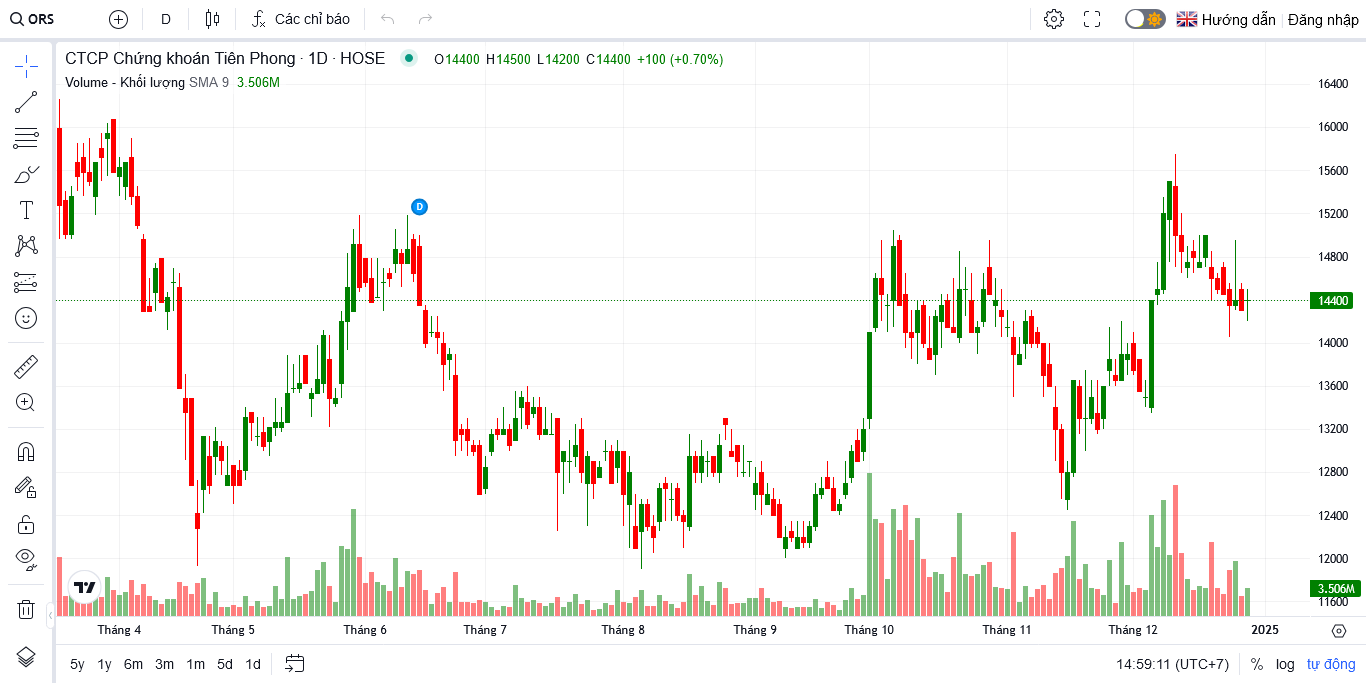 ORS D Các chỉ báo Hướng dẫn Đăng nhập
CTCP Chứng khoán Tiên Phong · 1D · HOSE O14400 H14500 L14200 C14400 +100 (+0.70%)
Volume - Khối lượng SMA 9 3.506M
D
16400
16000
15600
15200
14800
14400
14000
13600
13200
12800
12400
12000
3.506M
11600
Tháng 4 Tháng 5 Tháng 6 Tháng 7 Tháng 8 Tháng 9 Tháng 10 Tháng 11 Tháng 12 2025
5y 1y 6m 3m 1m 5d 1d 14:59:11 (UTC+7) % log tự động